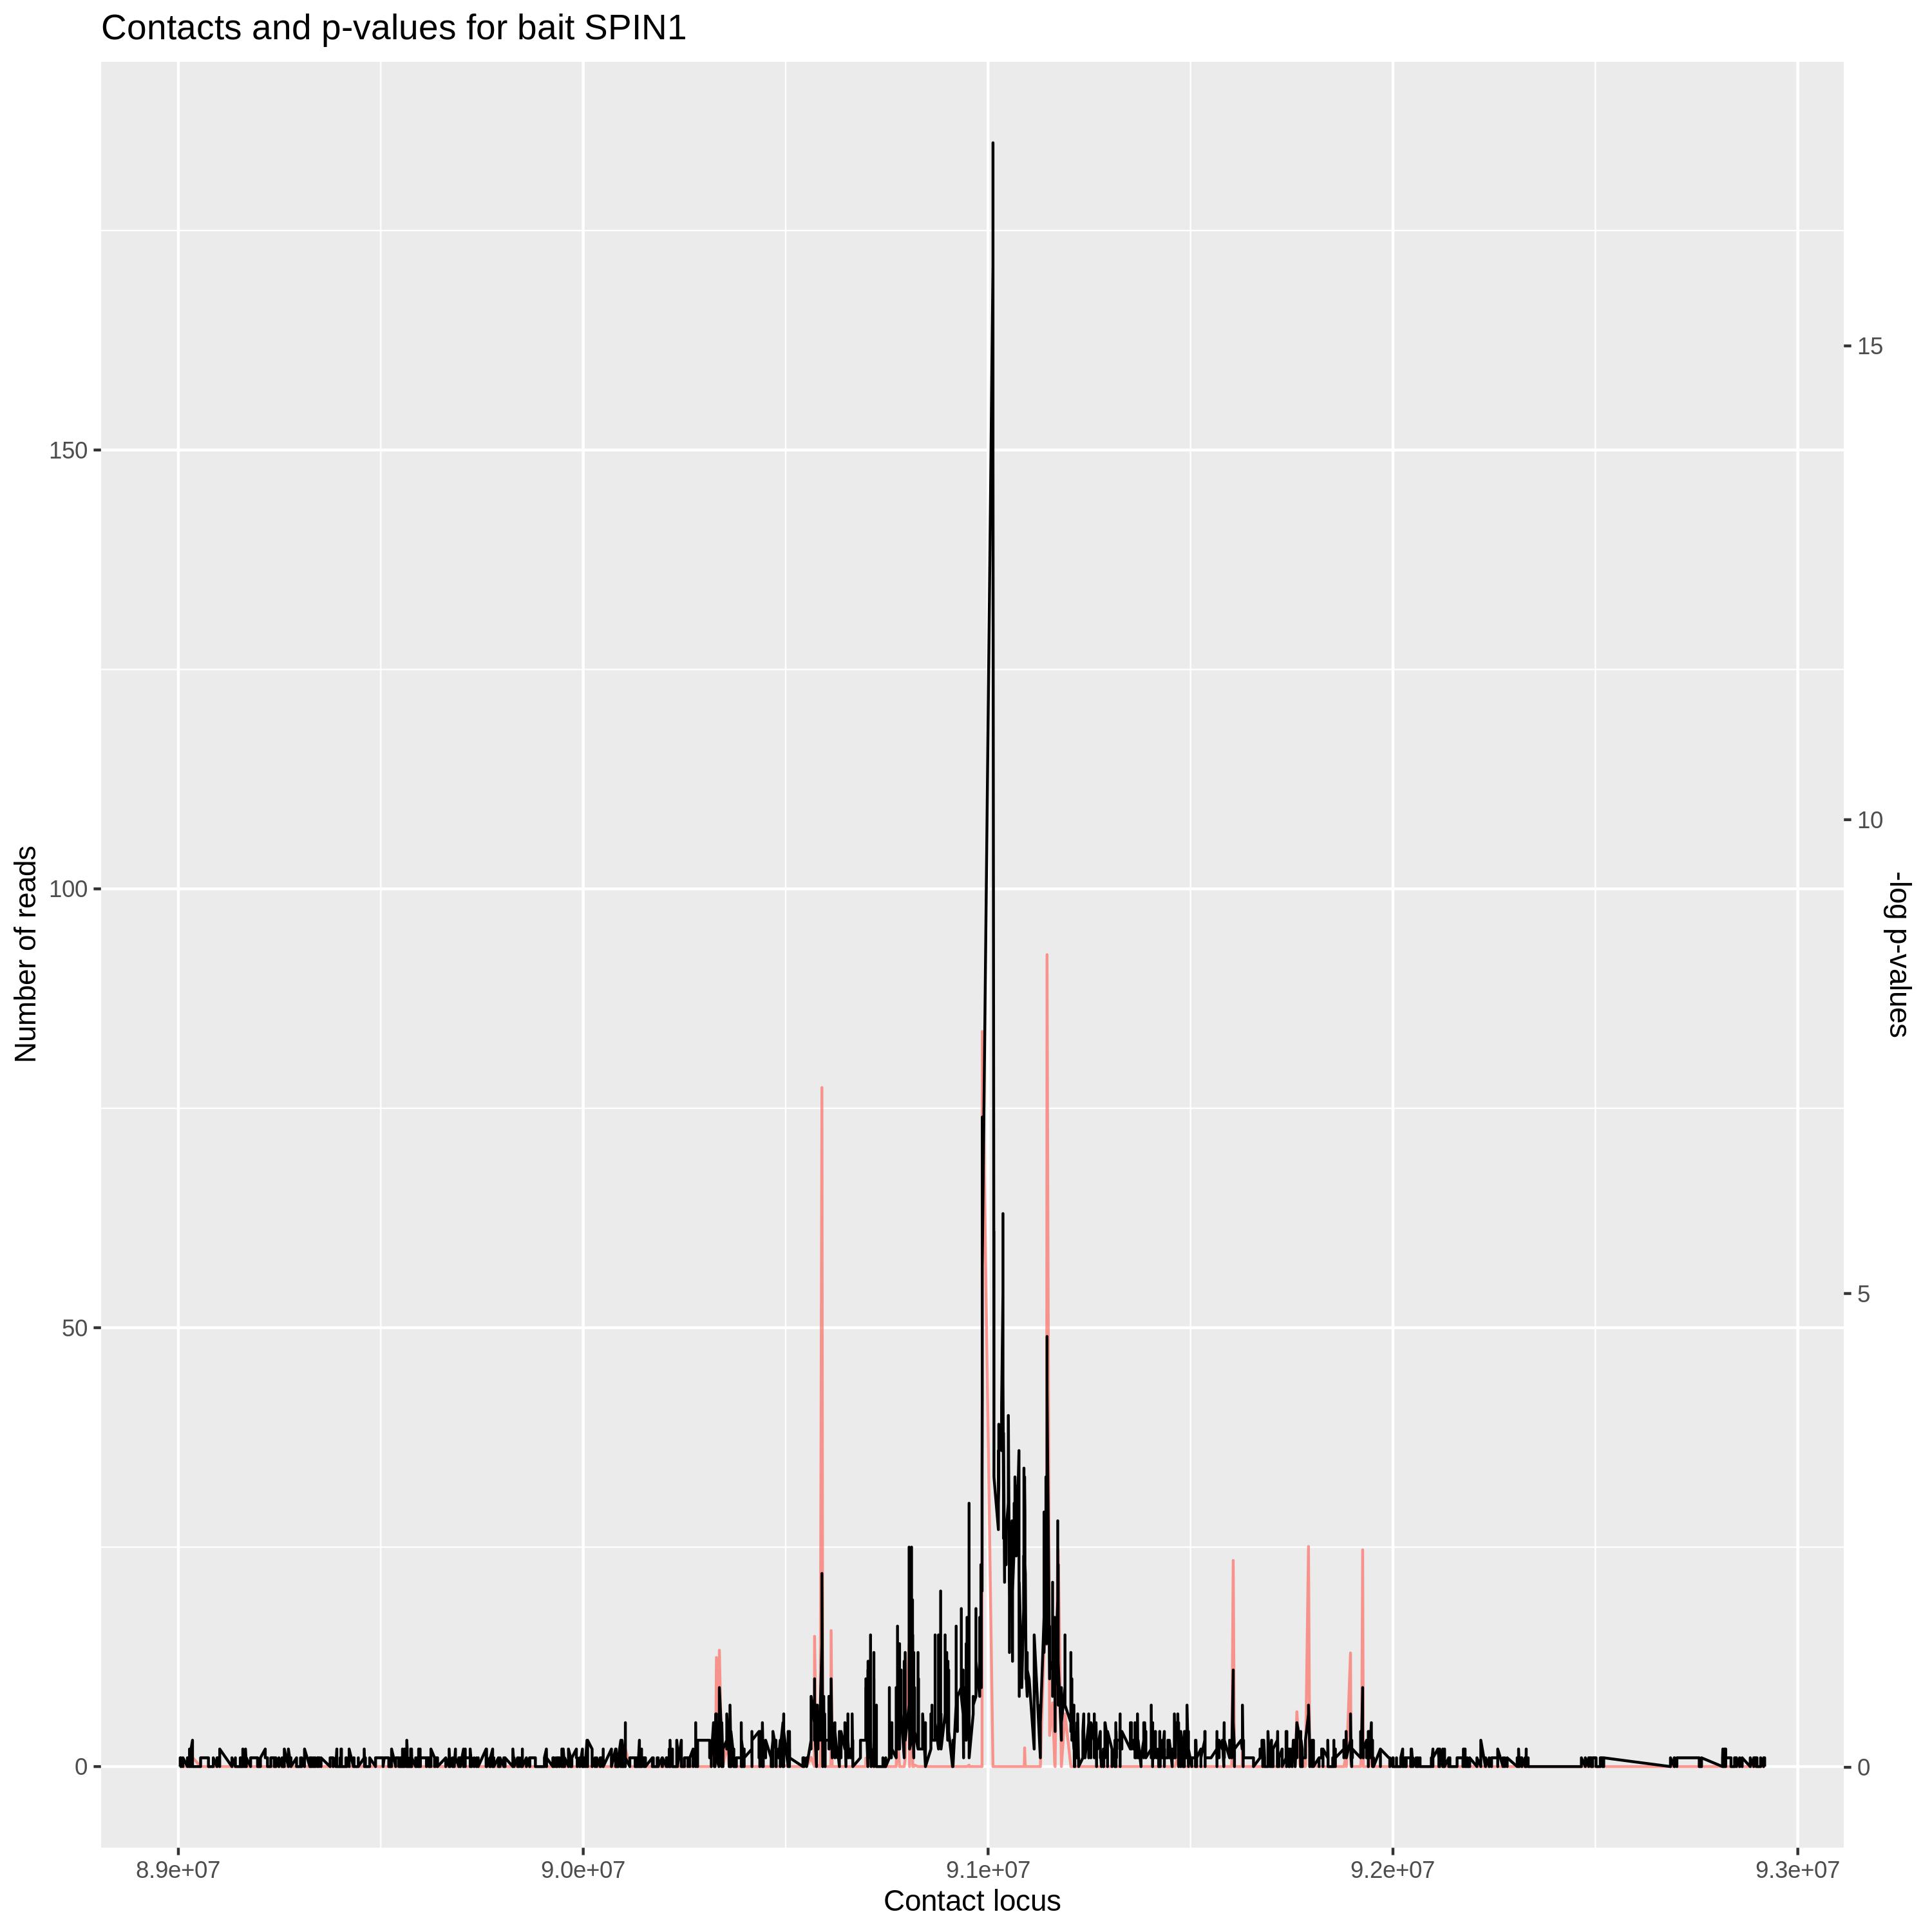 Contacts and p-values for bait SPIN1
Number of reads
150
100
50
0
15
10
5
0
-log p-values
8.9e+07 9.0e+07 9.1e+07 9.2e+07 9.3e+07
Contact locus